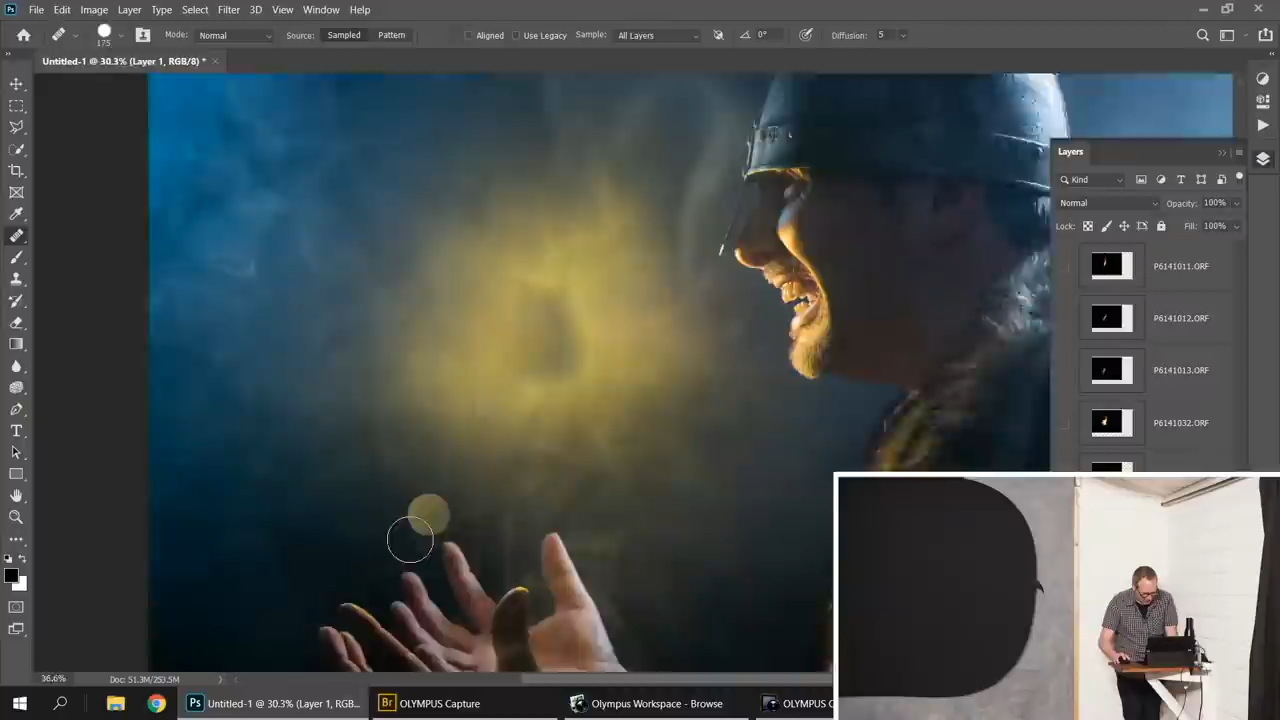 Ps File Edit Image Layer Type Select Filter 3D View Window Help
175 Mode: Normal Source: Sampled Pattern Aligned Use Legacy Sample: All Layers 0° Diffusion: 5
Untitled-1 @ 30.3% (Layer 1, RGB/8) *
Layers
Kind
Normal Opacity: 100%
Lock: Fill: 100%
P6141011.ORF
P6141012.ORF
P6141013.ORF
P6141032.ORF
36.6% Doc: 51.3M/253.5M
Ps Untitled-1 @ 30.3% (Layer 1, RGB... Br OLYMPUS Capture Olympus Workspace - Browse OLYMPUS C